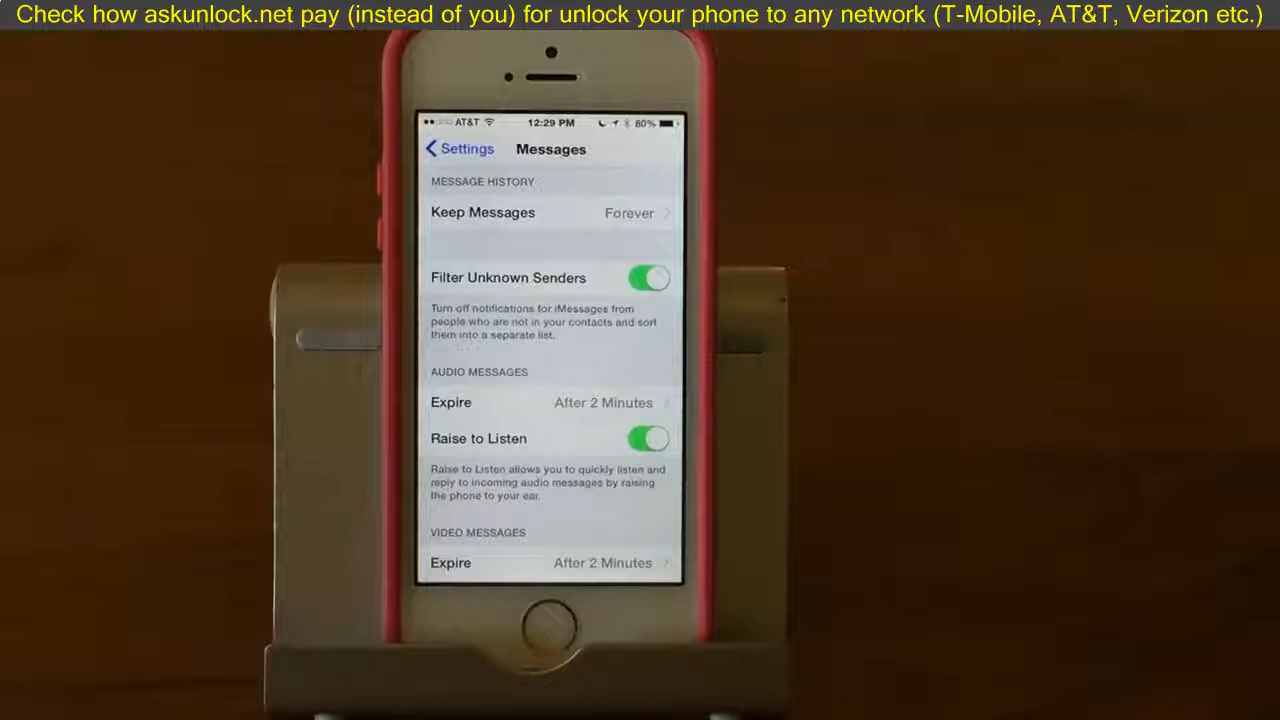 Check how askunlock.net pay (instead of you) for unlock your phone to any network (T-Mobile, AT&T, Verizon etc.)
AT&T 12:29 PM 80%
Settings Messages
MESSAGE HISTORY
Keep Messages Forever
Filter Unknown Senders
Turn off notifications for iMessages from
people who are not in your contacts and sort
them into a separate list.
AUDIO MESSAGES
Expire After 2 Minutes
Raise to Listen
Raise to Listen allows you to quickly listen and
reply to incoming audio messages by raising
the phone to your ear.
VIDEO MESSAGES
Expire After 2 Minutes